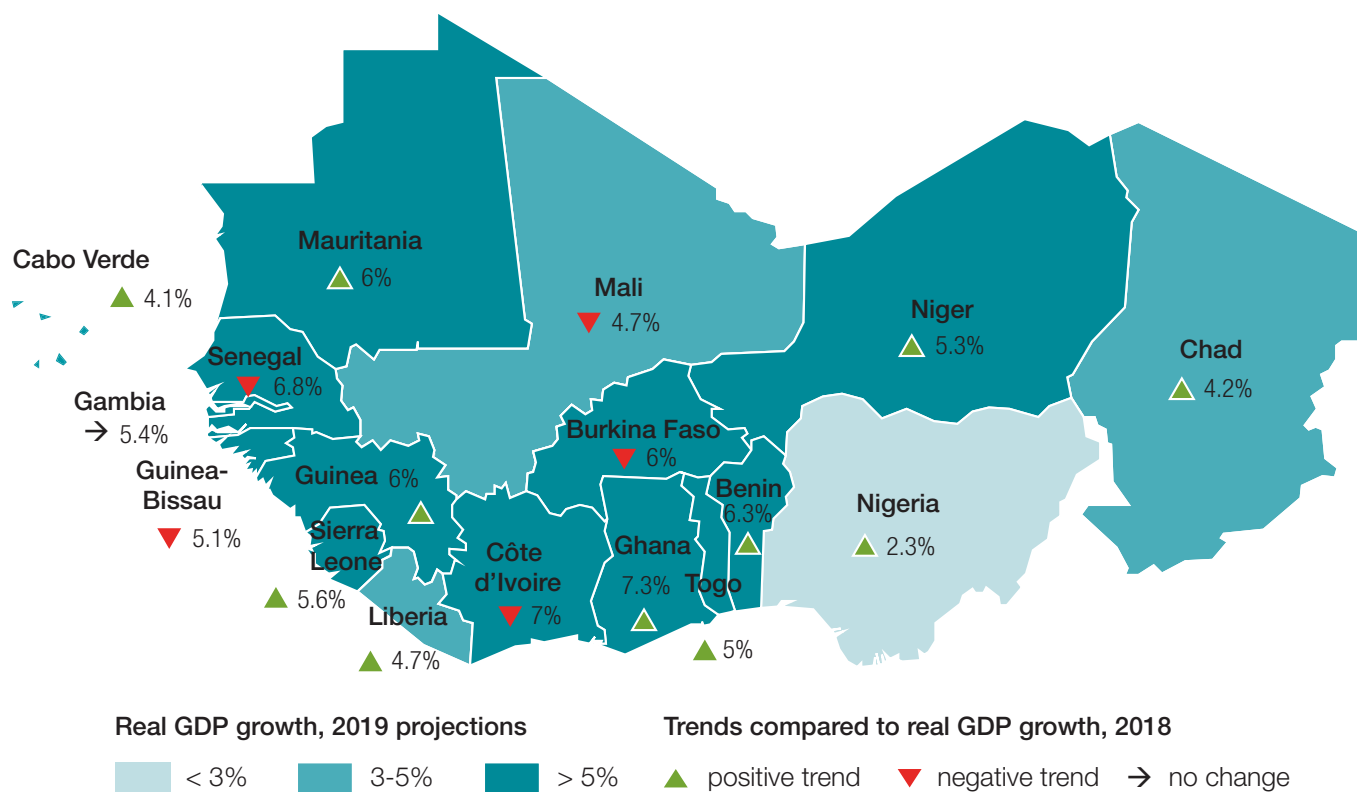 Mauritania
6%
Cabo Verde
4.1%
Mali
4.7%
Niger
5.3%
Chad
4.2%
Senegal
6.8%
Gambia
→ 5.4%
Burkina Faso
6%
Guinea-
Bissau
5.1%
Guinea 6%
Benin
6.3%
Nigeria
2.3%
Sierra
Leone
5.6%
Côte
d'Ivoire
7%
Ghana
7.3%
Togo
5%
Liberia
4.7%
Real GDP growth, 2019 projections
< 3%
3-5%
> 5%
Trends compared to real GDP growth, 2018
positive trend
negative trend
→ no change